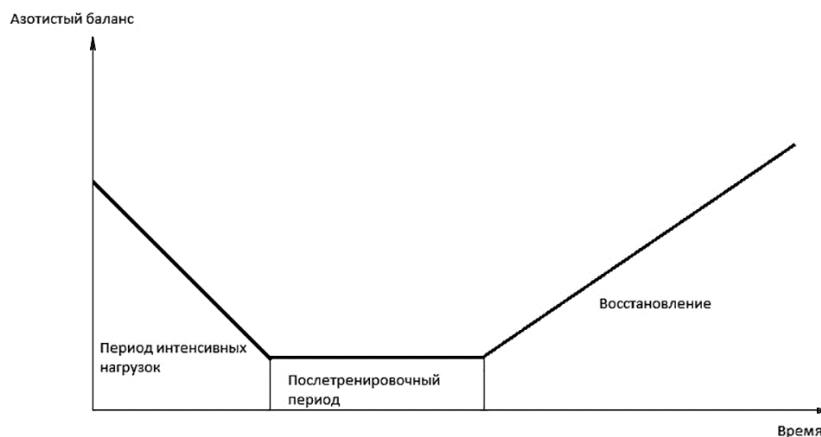 Азотистый баланс
Период интенсивных
нагрузок
Послетренировочный
период
Восстановление
Время